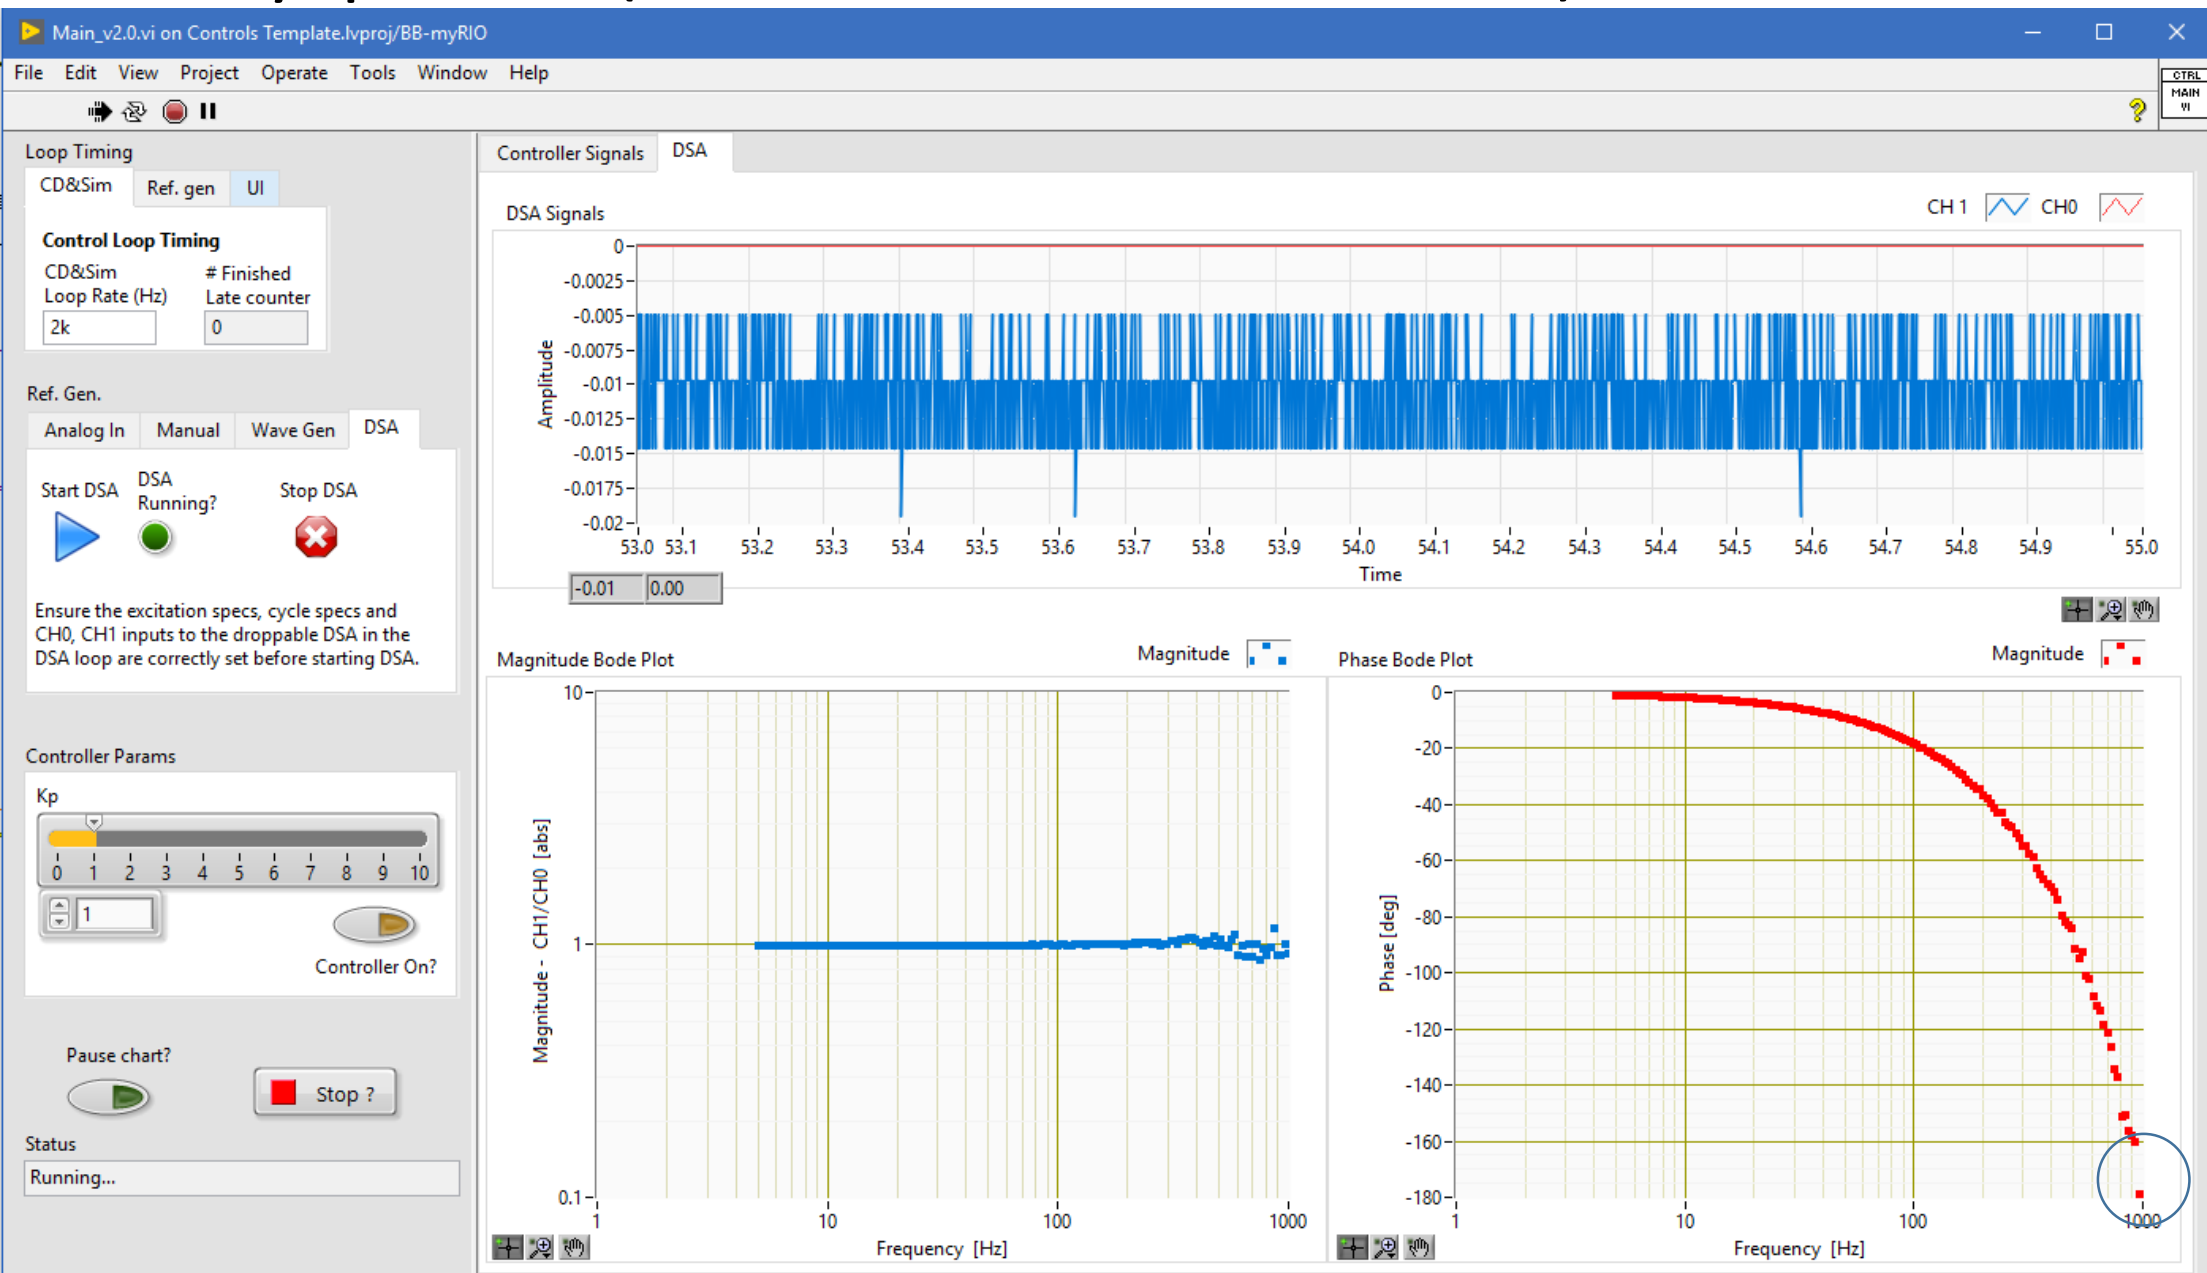 Main_v2.0.vi on Controls Template.lvproj/BB-myRIO
File Edit View Project Operate Tools Window Help
CTRL
MAIN
VI
Loop Timing
CD&Sim Ref. gen UI
Control Loop Timing
CD&Sim # Finished
Loop Rate (Hz) Late counter
2k 0
Ref. Gen.
Analog In Manual Wave Gen DSA
Start DSA DSA Running? Stop DSA
Ensure the excitation specs, cycle specs and
CH0, CH1 inputs to the droppable DSA in the
DSA loop are correctly set before starting DSA.
Controller Params
Kp
0 1 2 3 4 5 6 7 8 9 10
1
Controller On?
Pause chart?
Stop ?
Status
Running...
Controller Signals DSA
DSA Signals
CH 1 CH0
Amplitude
0
-0.0025
-0.005
-0.0075
-0.01
-0.0125
-0.015
-0.0175
-0.02
53.0 53.1 53.2 53.3 53.4 53.5 53.6 53.7 53.8 53.9 54.0 54.1 54.2 54.3 54.4 54.5 54.6 54.7 54.8 54.9 55.0
Time
-0.01 0.00
Magnitude Bode Plot Magnitude
Magnitude - CH1/CH0 [abs]
10
1
0.1
1 10 100 1000
Frequency [Hz]
Phase Bode Plot Magnitude
Phase [deg]
0
-20
-40
-60
-80
-100
-120
-140
-160
-180
1 10 100 1000
Frequency [Hz]